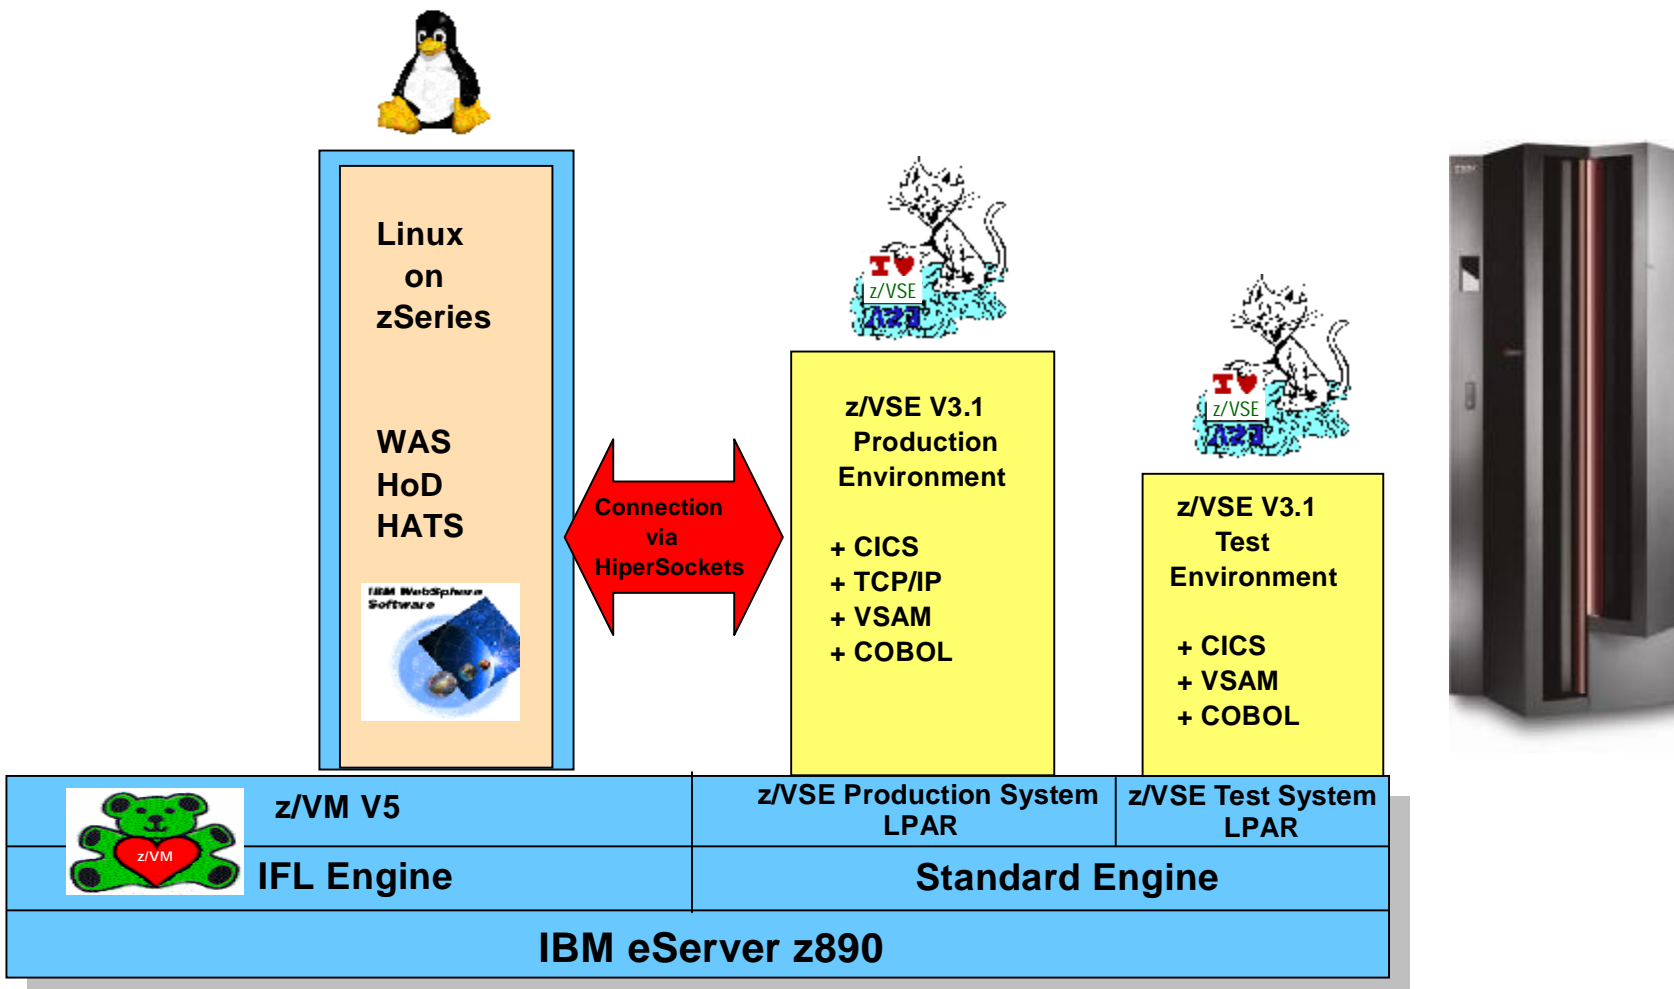 Linux
on
zSeries
WAS
HoD
HATS
IBM WebSphere
Software
Connection
via
HiperSockets
I
z/VSE
z/VSE V3.1
Production
Environment
+ CICS
+ TCP/IP
+ VSAM
+ COBOL
I
z/VSE
z/VSE V3.1
Test
Environment
+ CICS
+ VSAM
+ COBOL
z/VM
z/VM V5
z/VSE Production System
LPAR
z/VSE Test System
LPAR
IFL Engine
Standard Engine
IBM eServer z890